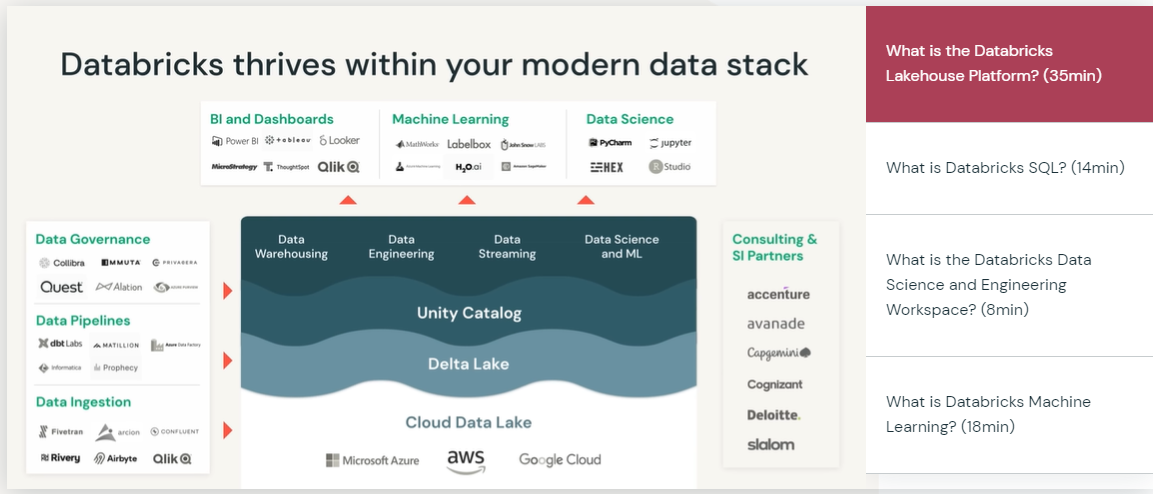 Databricks thrives within your modern data stack
BI and Dashboards
Power BI
tableau
Looker
MicroStrategy
ThoughtSpot
Qlik
Machine Learning
MathWorks
Labelbox
John Snow LABS
H2O.ai
Data Science
PyCharm
jupyter
HEX
R Studio
Data Governance
Collibra
IMMUTA
PRIVACERA
Quest
Alation
Data Pipelines
dbt Labs
MATILLION
Azure Data Factory
Informatica
Prophecy
Data Ingestion
Fivetran
arcion
CONFLUENT
Rivery
Airbyte
Qlik
Data
Warehousing
Data
Engineering
Data
Streaming
Data Science
and ML
Unity Catalog
Delta Lake
Cloud Data Lake
Microsoft Azure
aws
Google Cloud
Consulting &
SI Partners
accenture
avanade
Capgemini
Cognizant
Deloitte.
slalom
What is the Databricks
Lakehouse Platform? (35min)
What is Databricks SQL? (14min)
What is the Databricks Data
Science and Engineering
Workspace? (8min)
What is Databricks Machine
Learning? (18min)